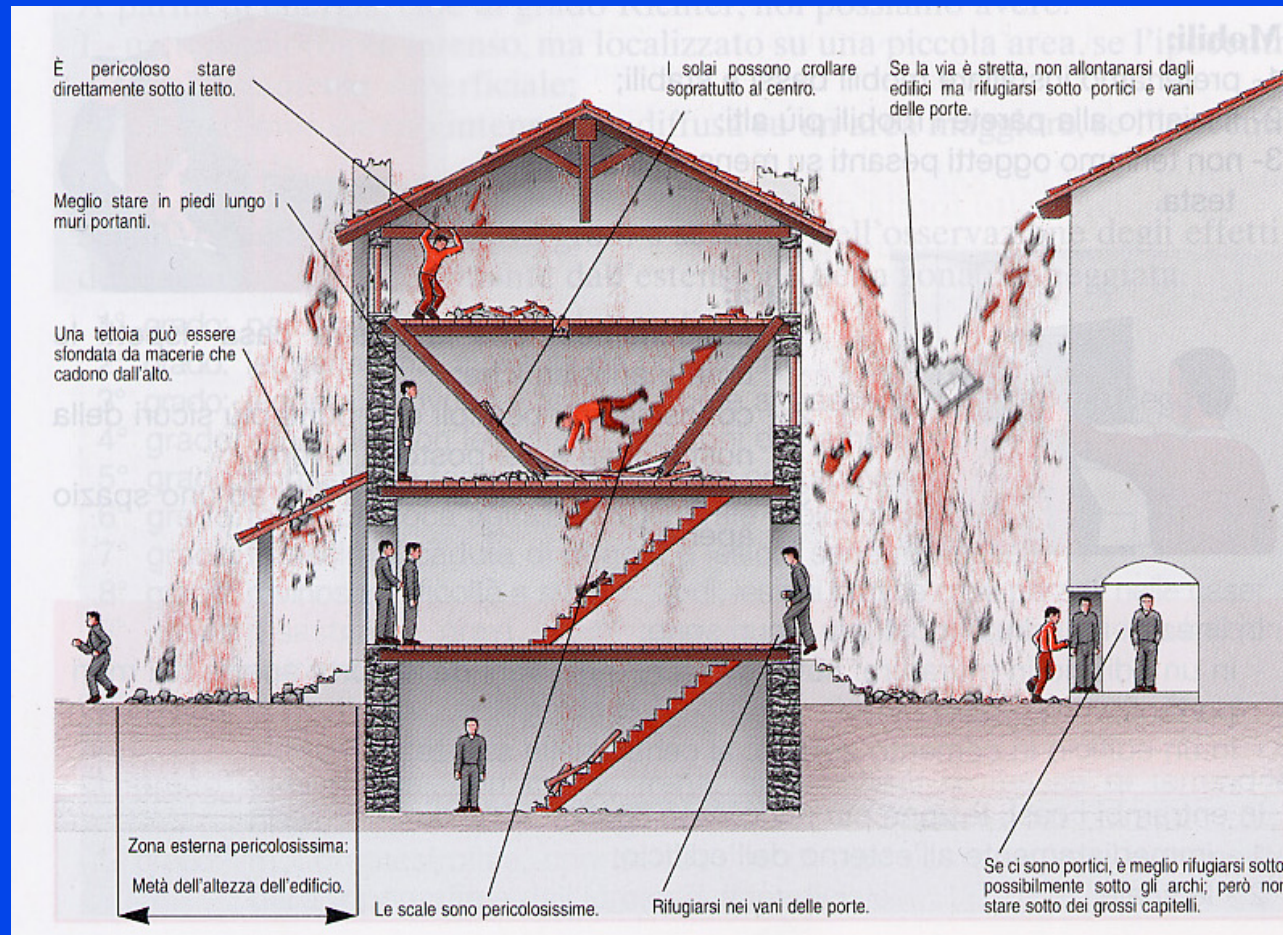 È pericoloso stare
direttamente sotto il tetto.
I solai possono crollare
soprattutto al centro.
Se la via è stretta, non allontanarsi dagli
edifici ma rifugiarsi sotto portici e vani
delle porte.
Meglio stare in piedi lungo i
muri portanti.
Una tettoia può essere
sfondata da macerie che
cadono dall'alto.
Zona esterna pericolosissima:
Metà dell'altezza dell'edificio.
Le scale sono pericolosissime.
Rifugiarsi nei vani delle porte.
Se ci sono portici, è meglio rifugiarsi sotto
possibilmente sotto gli archi; però non
stare sotto dei grossi capitelli.